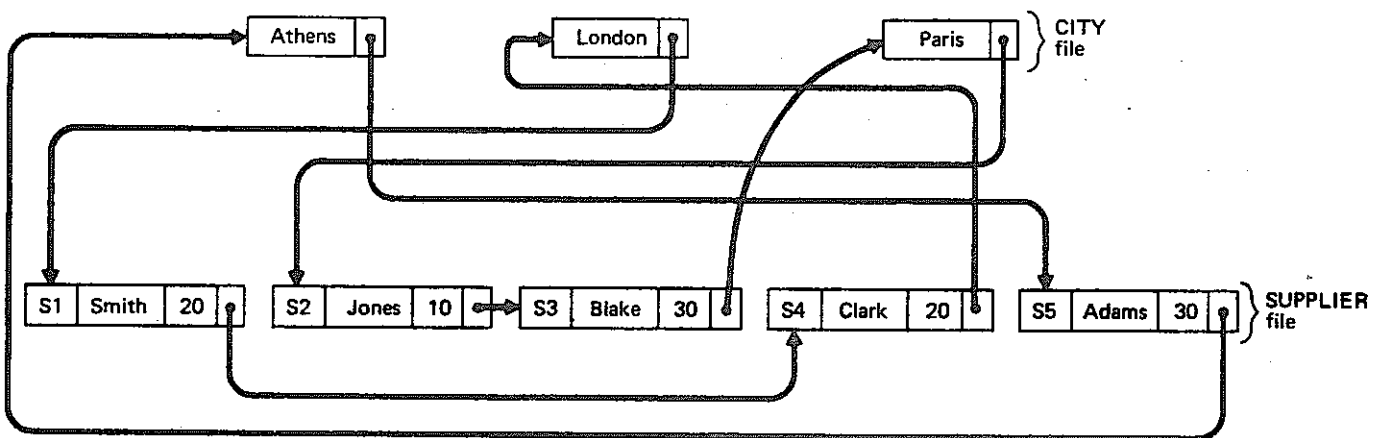 Athens
London
Paris
CITY
file
S1 Smith 20
S2 Jones 10
S3 Blake 30
S4 Clark 20
S5 Adams 30
SUPPLIER
file